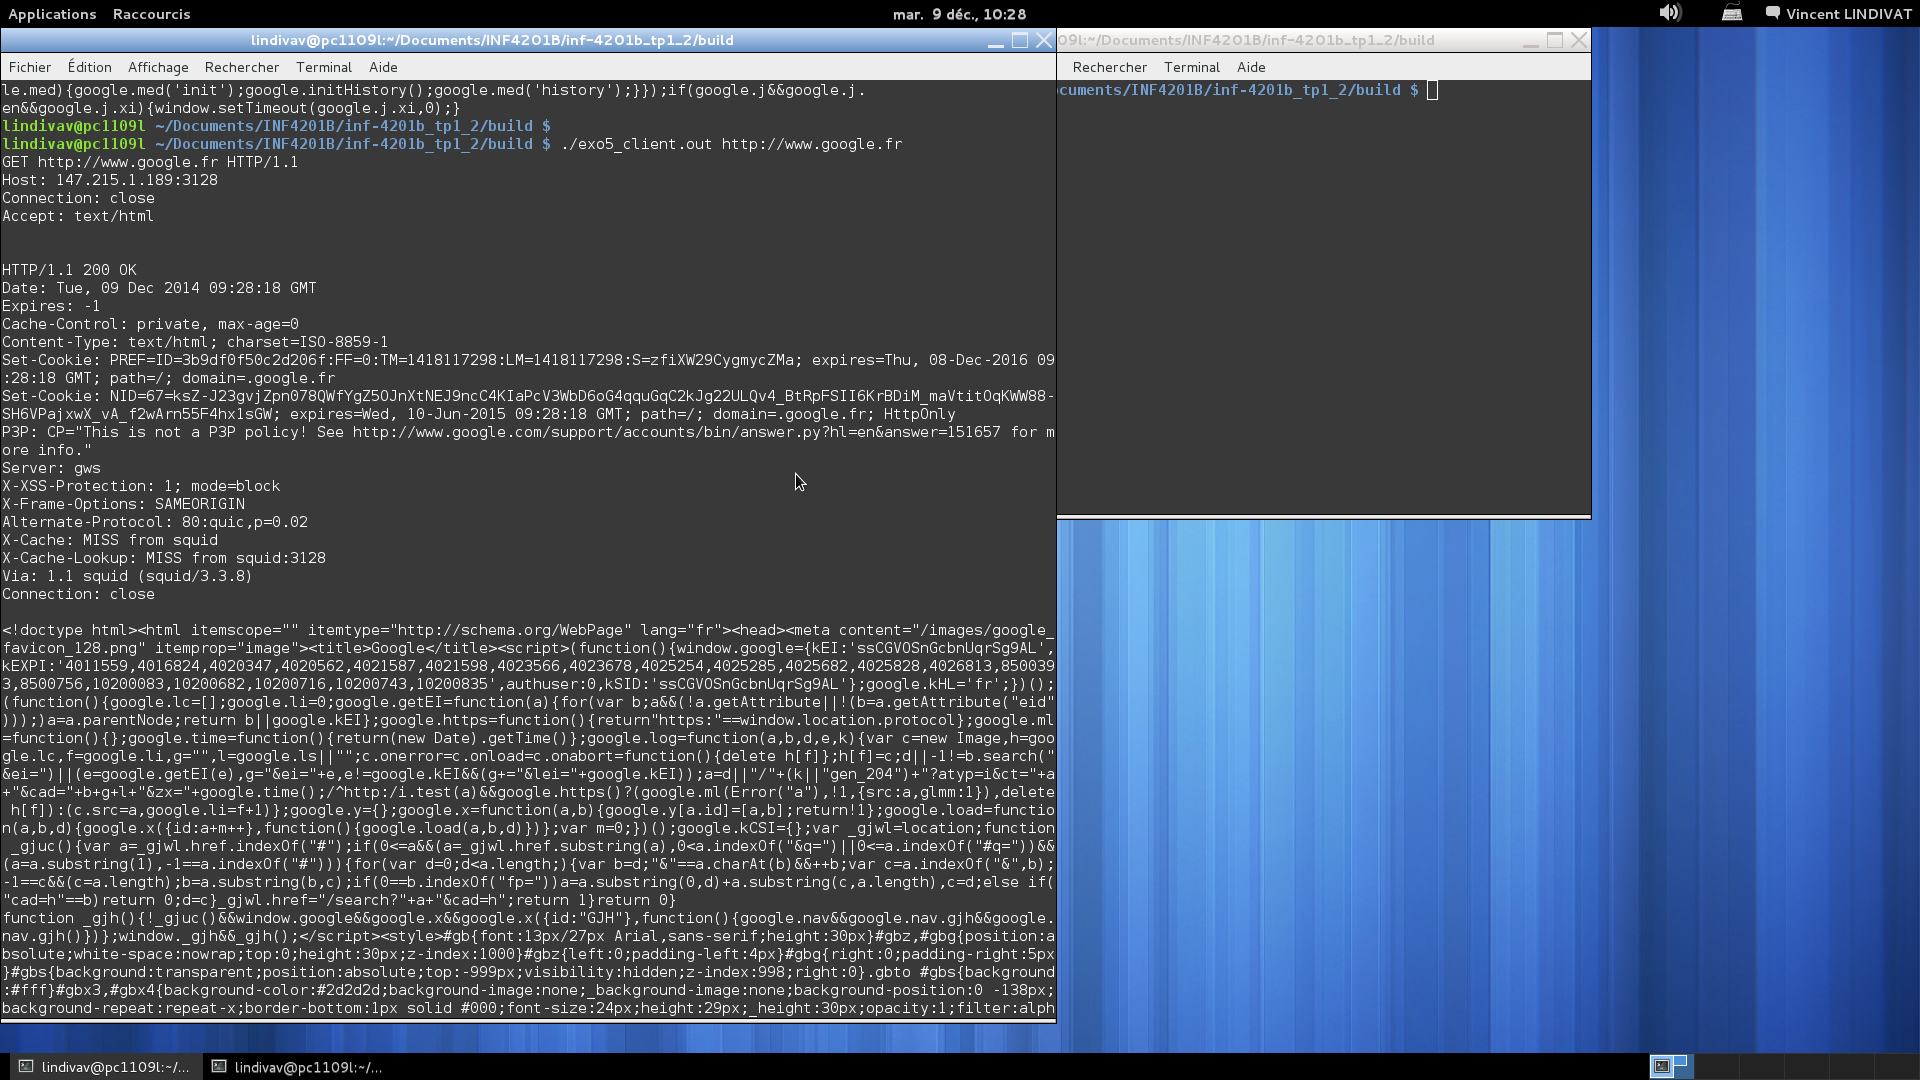 Applications Raccourcis mar. 9 déc., 10:28 Vincent LINDIVAT
lindivav@pc1109l:~/Documents/INF4201B/inf-4201b_tp1_2/build
Fichier Édition Affichage Rechercher Terminal Aide
le.med){google.med('init');google.initHistory();google.med('history');}});if(google.j&&google.j.
en&&google.j.xi){window.setTimeout(google.j.xi,0);}
lindivav@pc1109l ~/Documents/INF4201B/inf-4201b_tp1_2/build $
lindivav@pc1109l ~/Documents/INF4201B/inf-4201b_tp1_2/build $ ./exo5_client.out http://www.google.fr
GET http://www.google.fr HTTP/1.1
Host: 147.215.1.189:3128
Connection: close
Accept: text/html
HTTP/1.1 200 OK
Date: Tue, 09 Dec 2014 09:28:18 GMT
Expires: -1
Cache-Control: private, max-age=0
Content-Type: text/html; charset=ISO-8859-1
Set-Cookie: PREF=ID=3b9df0f50c2d206f:FF=0:TM=1418117298:LM=1418117298:S=zfiXW29CygmycZMa; expires=Thu, 08-Dec-2016 09
:28:18 GMT; path=/; domain=.google.fr
Set-Cookie: NID=67=ksZ-J23gvjZpn078QWfYgZ5OJnXtNEJ9ncC4KIaPcV3WbD6oG4qquGqC2kJg22ULQv4_BtRpFSII6KrBDiM_maVtitOqKWW88-
SH6VPajxwX_vA_f2wArn55F4hx1sGW; expires=Wed, 10-Jun-2015 09:28:18 GMT; path=/; domain=.google.fr; HttpOnly
P3P: CP="This is not a P3P policy! See http://www.google.com/support/accounts/bin/answer.py?hl=en&answer=151657 for m
ore info."
Server: gws
X-XSS-Protection: 1; mode=block
X-Frame-Options: SAMEORIGIN
Alternate-Protocol: 80:quic,p=0.02
X-Cache: MISS from squid
X-Cache-Lookup: MISS from squid:3128
Via: 1.1 squid (squid/3.3.8)
Connection: close
<!doctype html><html itemscope="" itemtype="http://schema.org/WebPage" lang="fr"><head><meta content="/images/google_
favicon_128.png" itemprop="image"><title>Google</title><script>(function(){window.google={kEI:'ssCGVOSnGcbnUqrSg9AL',
kEXPI:'4011559,4016824,4020347,4020562,4021587,4021598,4023566,4023678,4025254,4025285,4025682,4025828,4026813,850039
3,8500756,10200083,10200682,10200716,10200743,10200835',authuser:0,kSID:'ssCGVOSnGcbnUqrSg9AL'};google.kHL='fr';})();
(function(){google.lc=[];google.li=0;google.getEI=function(a){for(var b;a&&(!a.getAttribute||!(b=a.getAttribute("eid"
)));)a=a.parentNode;return b||google.kEI};google.https=function(){return"https:"==window.location.protocol};google.ml
=function(){};google.time=function(){return(new Date).getTime()};google.log=function(a,b,d,e,k){var c=new Image,h=goo
gle.lc,f=google.li,g="",l=google.ls||"";c.onerror=c.onload=c.onabort=function(){delete h[f]};h[f]=c;d||-1!=b.search("
&ei=")||(e=google.getEI(e),g="&ei="+e,e!=google.kEI&&(g+="&lei="+google.kEI));a=d||"/"+(k||"gen_204")+"?atyp=i&ct="+a
+"&cad="+b+g+l+"&zx="+google.time();/^http:/i.test(a)&&google.https()?(google.ml(Error("a"),!1,{src:a,glmm:1}),delete
 h[f]):(c.src=a,google.li=f+1)};google.y={};google.x=function(a,b){google.y[a.id]=[a,b];return!1};google.load=functio
n(a,b,d){google.x({id:a+m++},function(){google.load(a,b,d)})};var m=0;})();google.kCSI={};var _gjwl=location;function
 _gjuc(){var a=_gjwl.href.indexOf("#");if(0<=a&&(a=_gjwl.href.substring(a),0<a.indexOf("&q=")||0<=a.indexOf("#q="))&&
(a=a.substring(1),-1==a.indexOf("#"))){for(var d=0;d<a.length;){var b=d;"&"==a.charAt(b)&&++b;var c=a.indexOf("&",b);
-1==c&&(c=a.length);b=a.substring(b,c);if(0==b.indexOf("fp="))a=a.substring(0,d)+a.substring(c,a.length),c=d;else if(
"cad=h"==b)return 0;d=c}_gjwl.href="/search?"+a+"&cad=h";return 1}return 0}
function _gjh(){!_gjuc()&&window.google&&google.x&&google.x({id:"GJH"},function(){google.nav&&google.nav.gjh&&google.
nav.gjh()})};window._gjh&&_gjh();</script><style>#gb{font:13px/27px Arial,sans-serif;height:30px}#gbz,#gbg{position:a
bsolute;white-space:nowrap;top:0;height:30px;z-index:1000}#gbz{left:0;padding-left:4px}#gbg{right:0;padding-right:5px
}#gbs{background:transparent;position:absolute;top:-999px;visibility:hidden;z-index:998;right:0}.gbto #gbs{background
:#fff}#gbx3,#gbx4{background-color:#2d2d2d;background-image:none;_background-image:none;background-position:0 -138px;
background-repeat:repeat-x;border-bottom:1px solid #000;font-size:24px;height:29px;_height:30px;opacity:1;filter:alph
09l:~/Documents/INF4201B/inf-4201b_tp1_2/build
Rechercher Terminal Aide
ocuments/INF4201B/inf-4201b_tp1_2/build $
lindivav@pc1109l:~/... lindivav@pc1109l:~/...